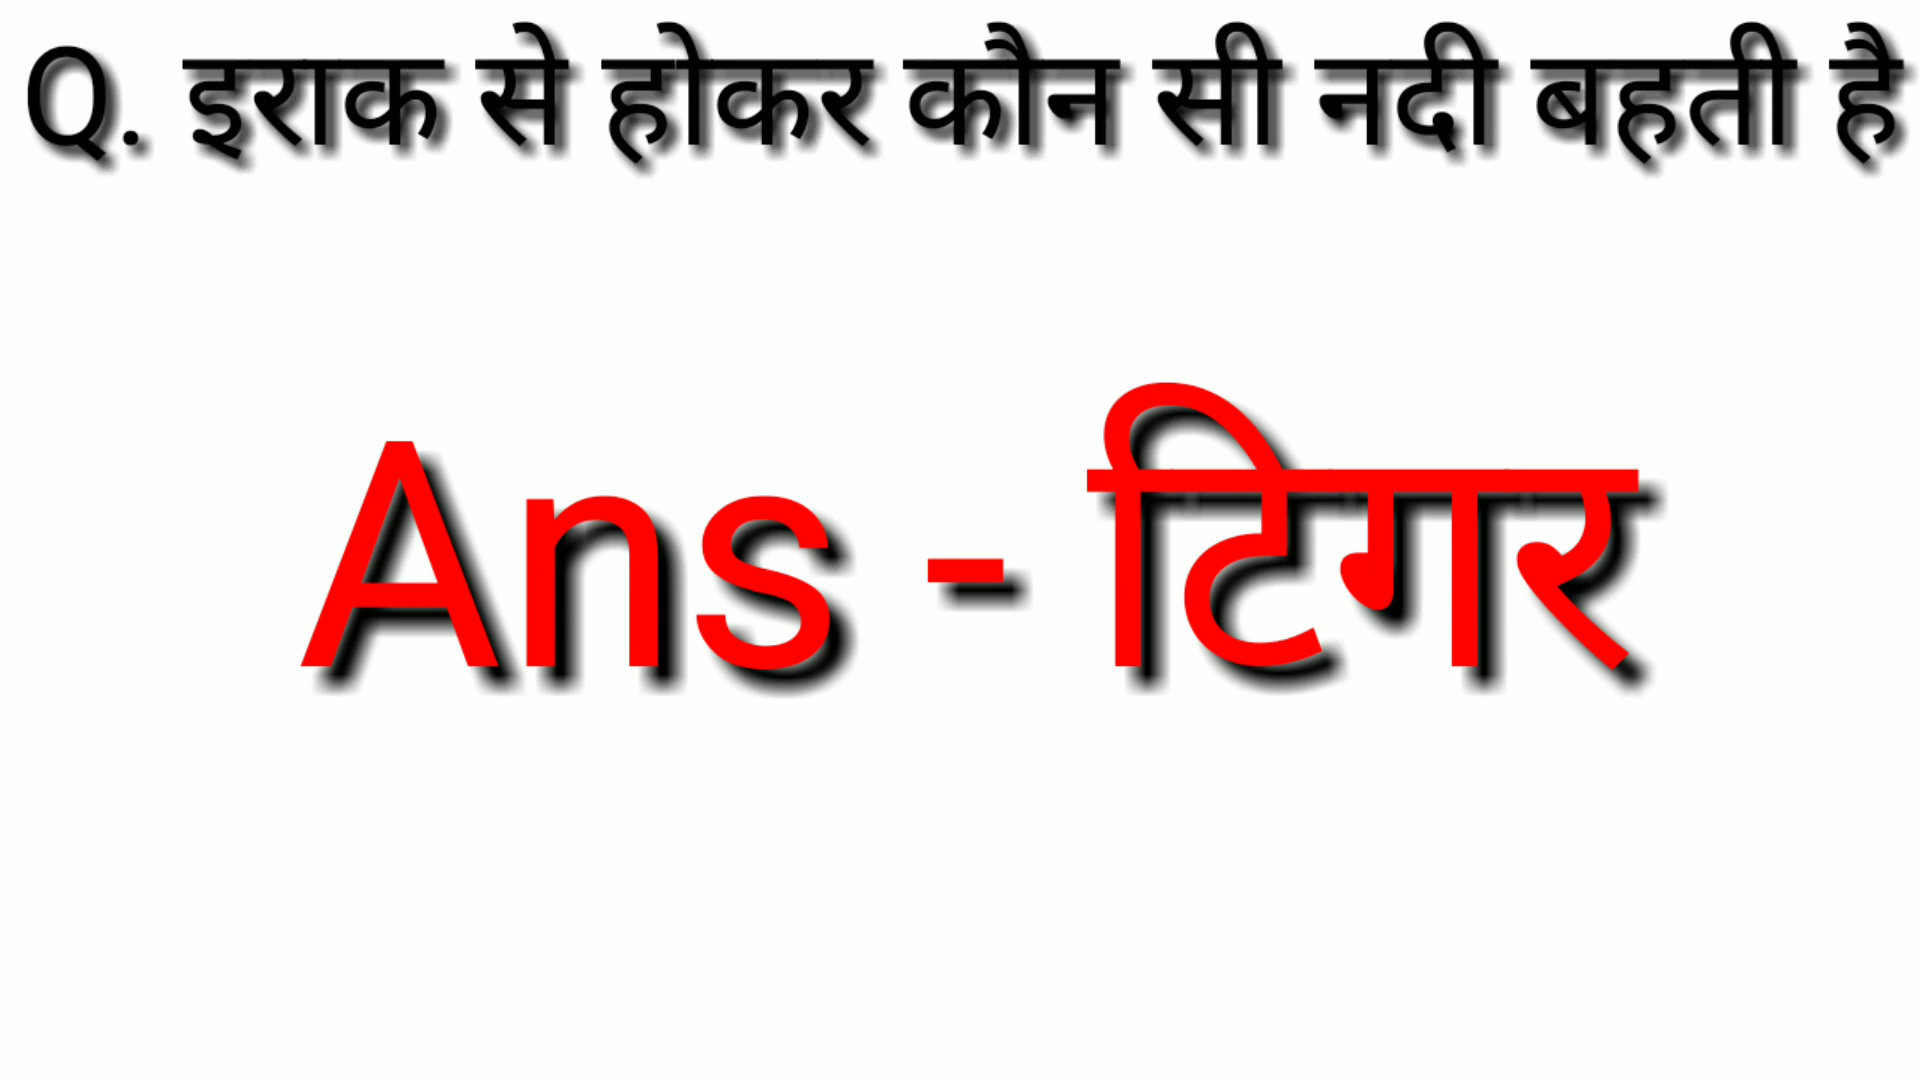 Q. इराक से होकर कौन सी नदी बहती है
Ans - टिगर